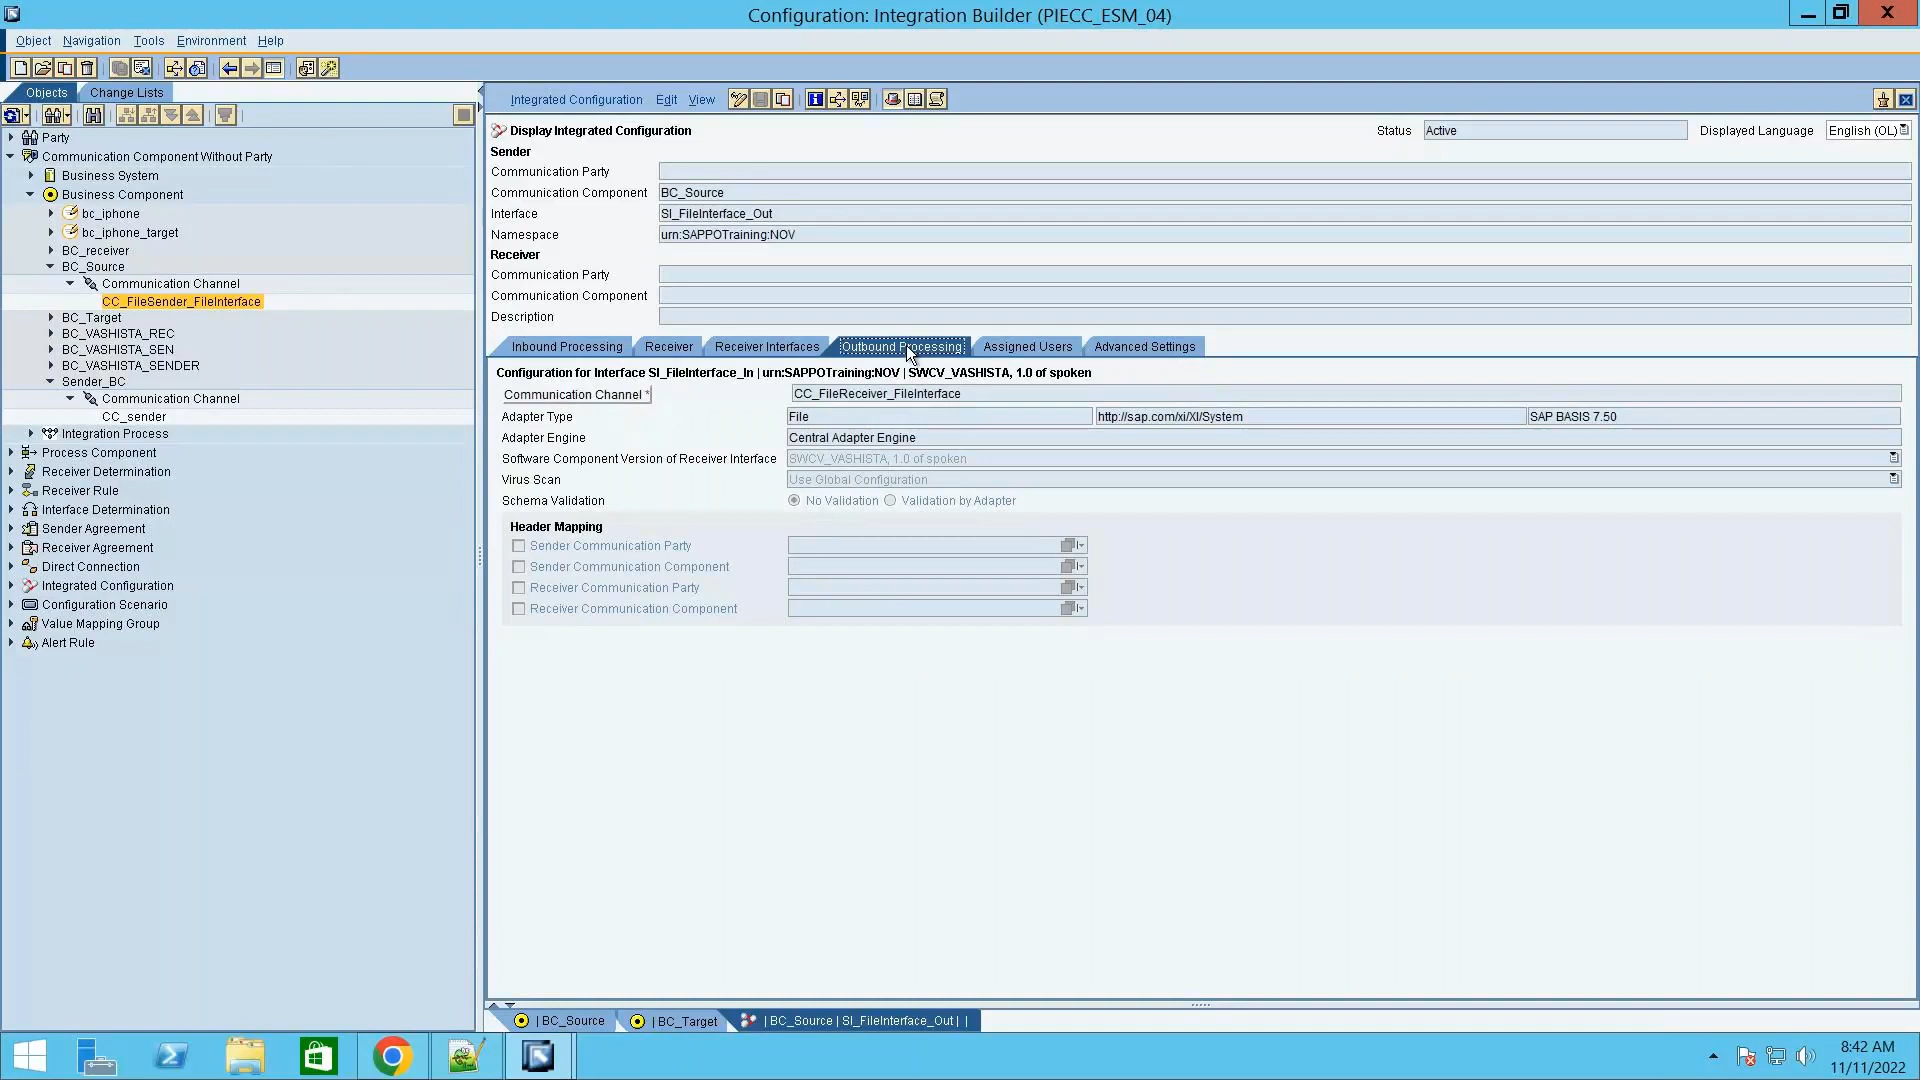 Configuration: Integration Builder (PIECC_ESM_04)
Object Navigation Tools Environment Help
Objects Change Lists
Party
Communication Component Without Party
Business System
Business Component
bc_iphone
bc_iphone_target
BC_receiver
BC_Source
Communication Channel
CC_FileSender_FileInterface
BC_Target
BC_VASHISTA_REC
BC_VASHISTA_SEN
BC_VASHISTA_SENDER
Sender_BC
Communication Channel
CC_sender
Integration Process
Process Component
Receiver Determination
Receiver Rule
Interface Determination
Sender Agreement
Receiver Agreement
Direct Connection
Integrated Configuration
Configuration Scenario
Value Mapping Group
Alert Rule
Integrated Configuration Edit View
Display Integrated Configuration Status Active Displayed Language English (OL)
Sender
Communication Party
Communication Component BC_Source
Interface SI_FileInterface_Out
Namespace urn:SAPPOTraining:NOV
Receiver
Communication Party
Communication Component
Description
Inbound Processing Receiver Receiver Interfaces Outbound Processing Assigned Users Advanced Settings
Configuration for Interface SI_FileInterface_In | urn:SAPPOTraining:NOV | SWCV_VASHISTA, 1.0 of spoken
Communication Channel * CC_FileReceiver_FileInterface
Adapter Type File http://sap.com/xi/XI/System SAP BASIS 7.50
Adapter Engine Central Adapter Engine
Software Component Version of Receiver Interface SWCV_VASHISTA, 1.0 of spoken
Virus Scan Use Global Configuration
Schema Validation No Validation Validation by Adapter
Header Mapping
Sender Communication Party
Sender Communication Component
Receiver Communication Party
Receiver Communication Component
| BC_Source | BC_Target | BC_Source | SI_FileInterface_Out | |
8:42 AM
11/11/2022